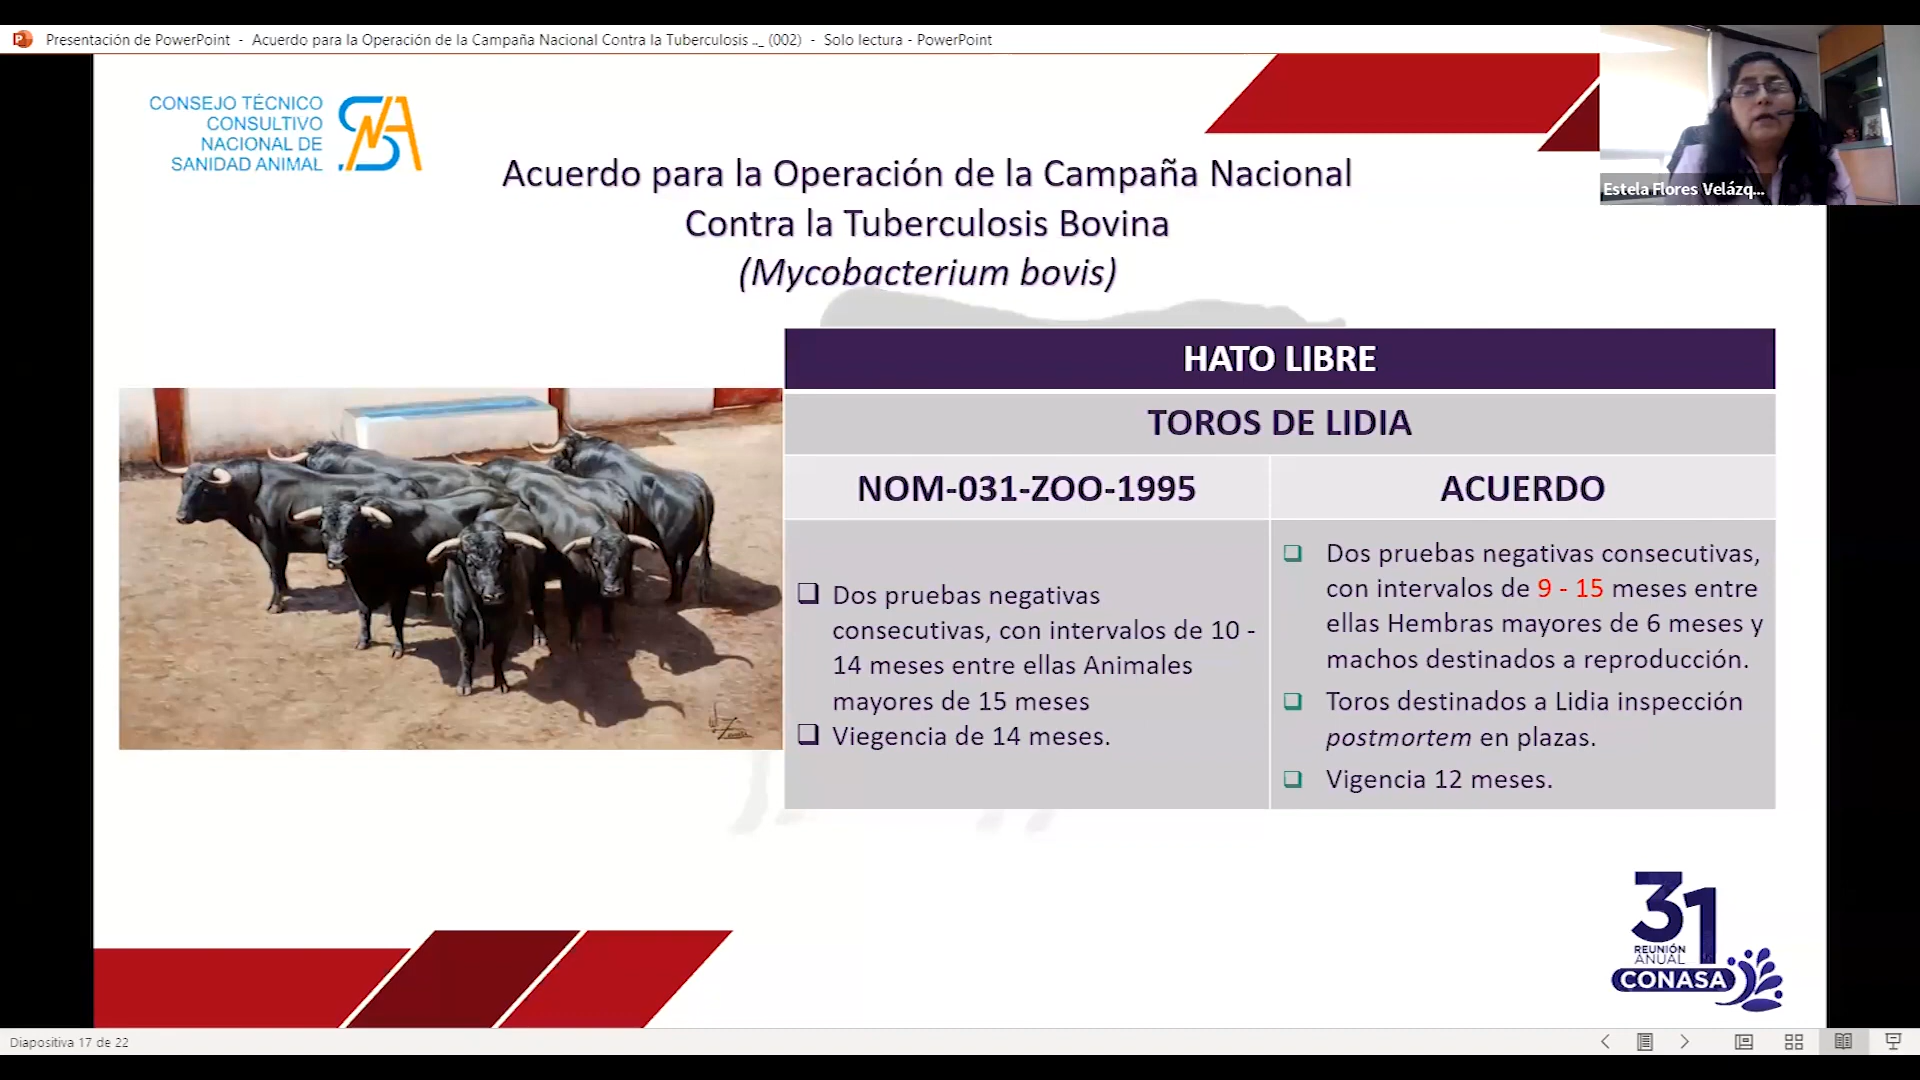 Presentación de PowerPoint - Acuerdo para la Operación de la Campaña Nacional Contra la Tuberculosis .._ (002) - Solo lectura - PowerPoint
CONSEJO TÉCNICO
CONSULTIVO
NACIONAL DE
SANIDAD ANIMAL
Estela Flores Velázq...
Acuerdo para la Operación de la Campaña Nacional
Contra la Tuberculosis Bovina
(Mycobacterium bovis)
HATO LIBRE
TOROS DE LIDIA
NOM-031-ZOO-1995
Dos pruebas negativas
consecutivas, con intervalos de 10 -
14 meses entre ellas Animales
mayores de 15 meses
Viegencia de 14 meses.
ACUERDO
Dos pruebas negativas consecutivas,
con intervalos de 9 - 15 meses entre
ellas Hembras mayores de 6 meses y
machos destinados a reproducción.
Toros destinados a Lidia inspección
postmortem en plazas.
Vigencia 12 meses.
31
REUNIÓN
ANUAL
CONASA
Diapositiva 17 de 22